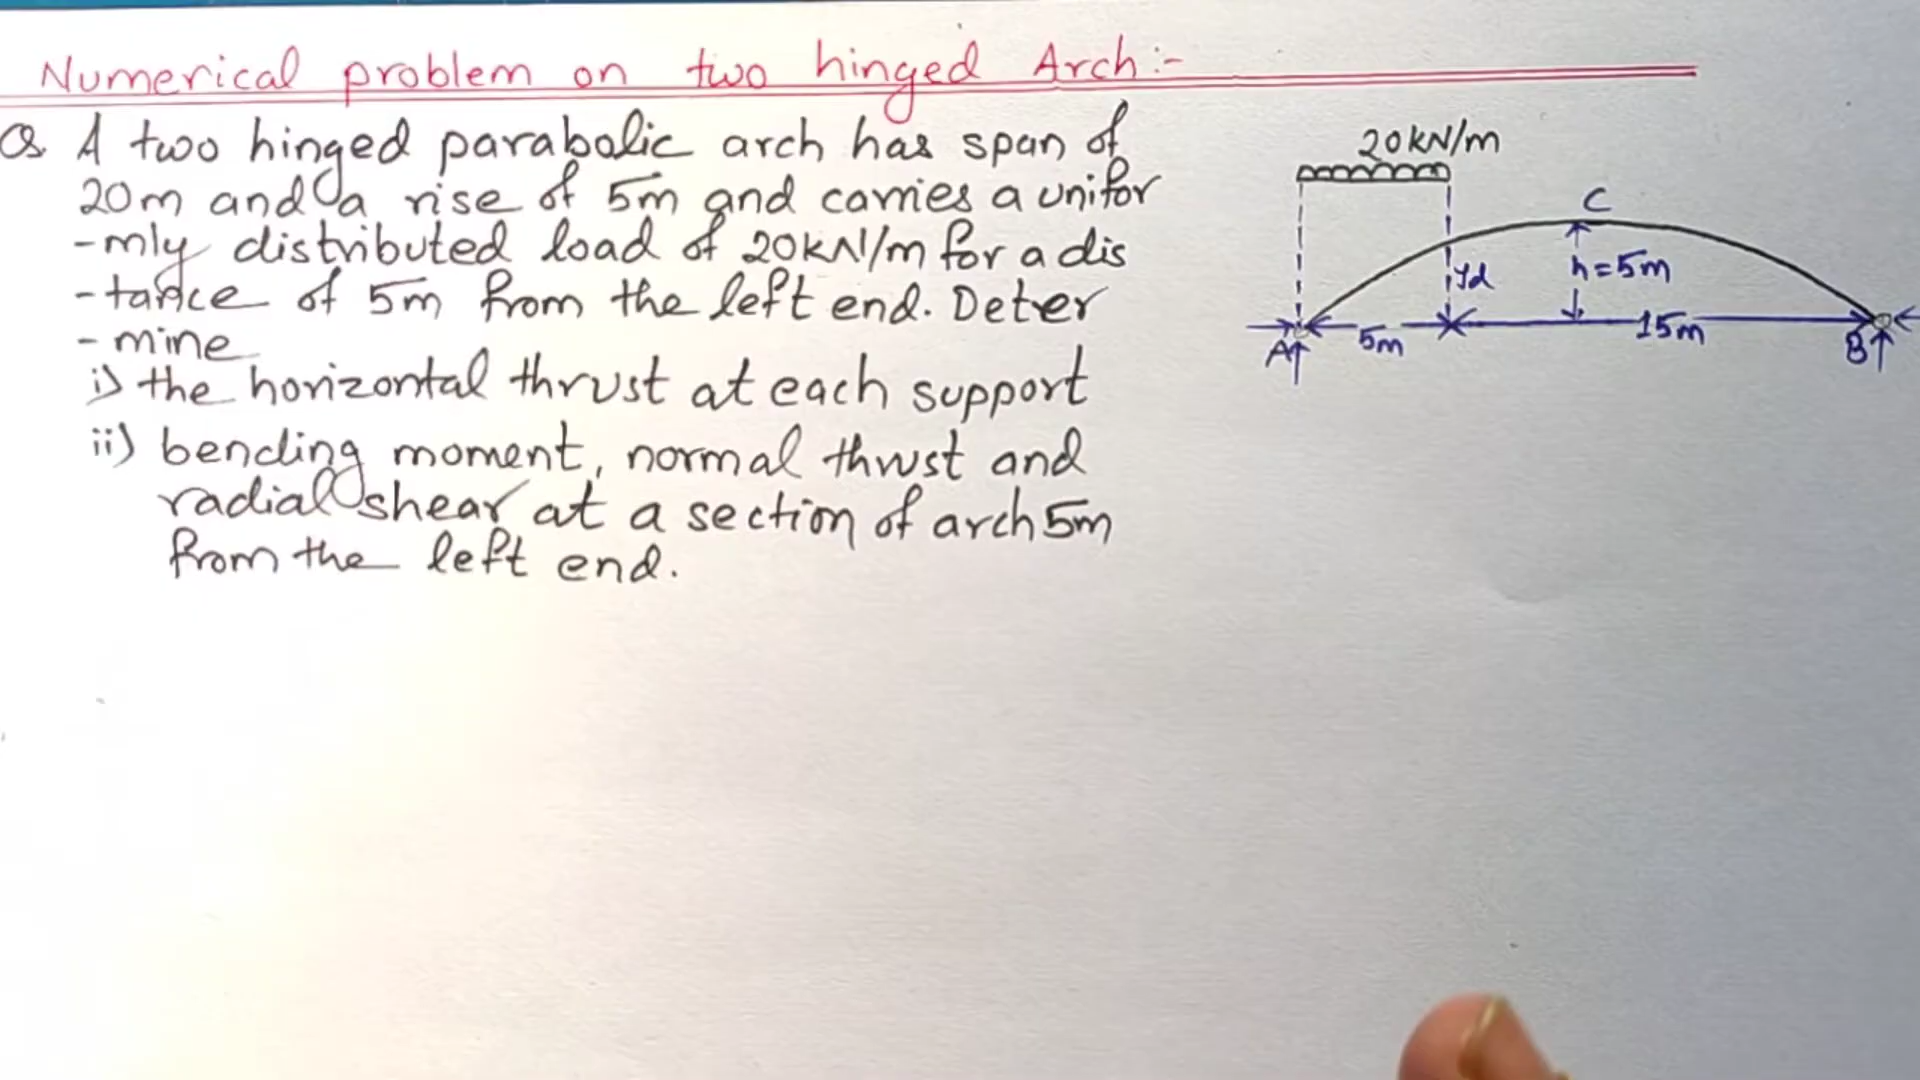 Numerical problem on two hinged Arch:-
Q A two hinged parabolic arch has span of
20m and a rise of 5m and carries a unifor
-mly distributed load of 20kN/m for a dis
-tance of 5m from the left end. Deter
-mine
i) the horizontal thrust at each support
ii) bending moment, normal thrust and
radial shear at a section of arch 5m
from the left end.
20kN/m
C
yd
h=5m
5m
15m
A
B